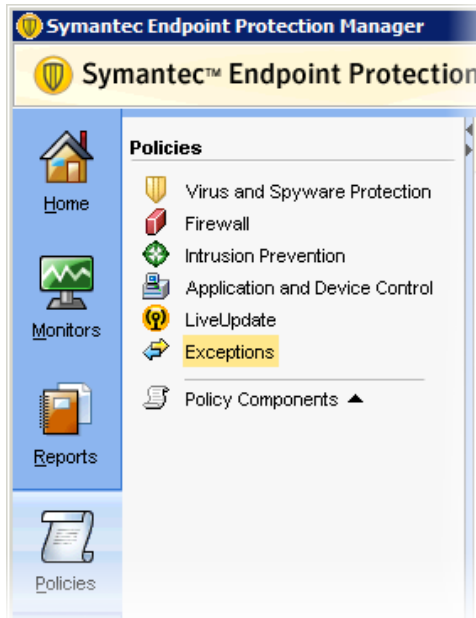 Symantec Endpoint Protection Manager
Symantec™ Endpoint Protection
Policies
Virus and Spyware Protection
Firewall
Intrusion Prevention
Application and Device Control
LiveUpdate
Exceptions
Policy Components
Home
Monitors
Reports
Policies